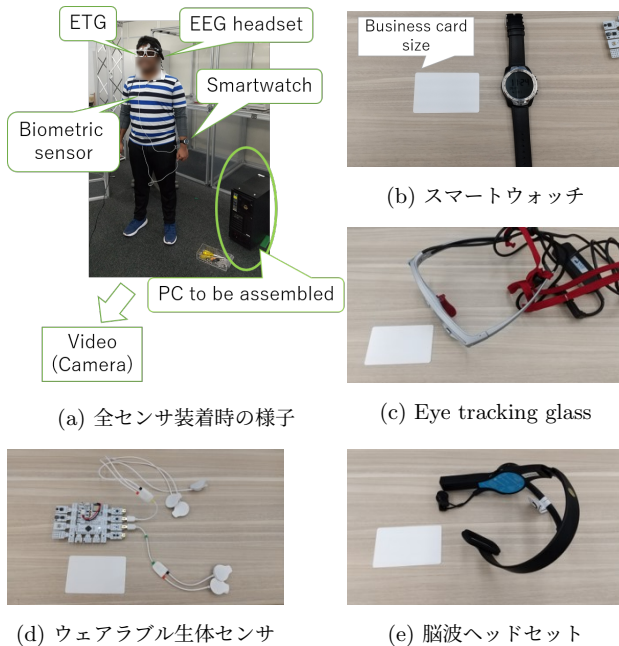 ETG
EEG headset
Smartwatch
Biometric
sensor
PC to be assembled
Video
(Camera)
(a) 全センサ装着時の様子
Business card
size
(b) スマートウォッチ
(c) Eye tracking glass
(d) ウェアラブル生体センサ
(e) 脳波ヘッドセット